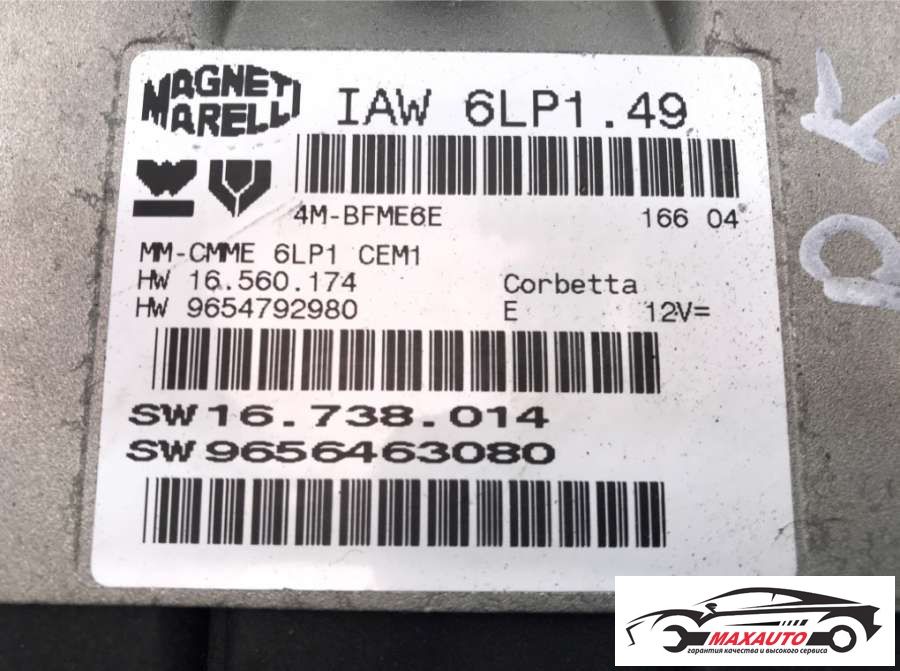 MAGNETI
MARELLI
IAW 6LP1.49
4M-BFME6E 166 04
MM-CMME 6LP1 CEM1
HW 16.560.174 Corbetta
HW 9654792980 E 12V=
SW 16.738.014
SW 9656463080
OK
MAXAUTO
гарантия качества и высокого сервиса